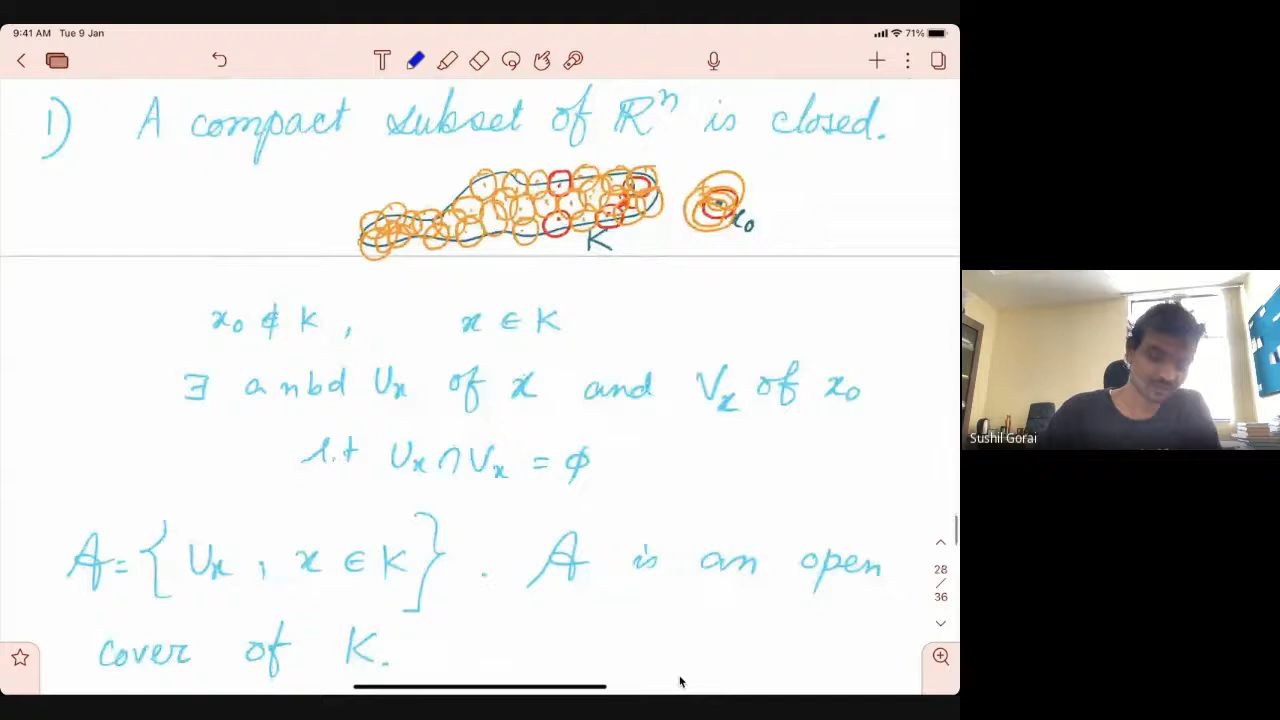 9:41 AM Tue 9 Jan
71%
T
1) A compact subset of ℝⁿ is closed.
K
x₀
x₀ ∉ K , x ∈ K
∃ a nbd Uₓ of x and Vₓ of x₀
s.t Uₓ ∩ Vₓ = ϕ
A = { Uₓ , x ∈ K } . A is an open
cover of K.
28
/
36
Sushil Gorai